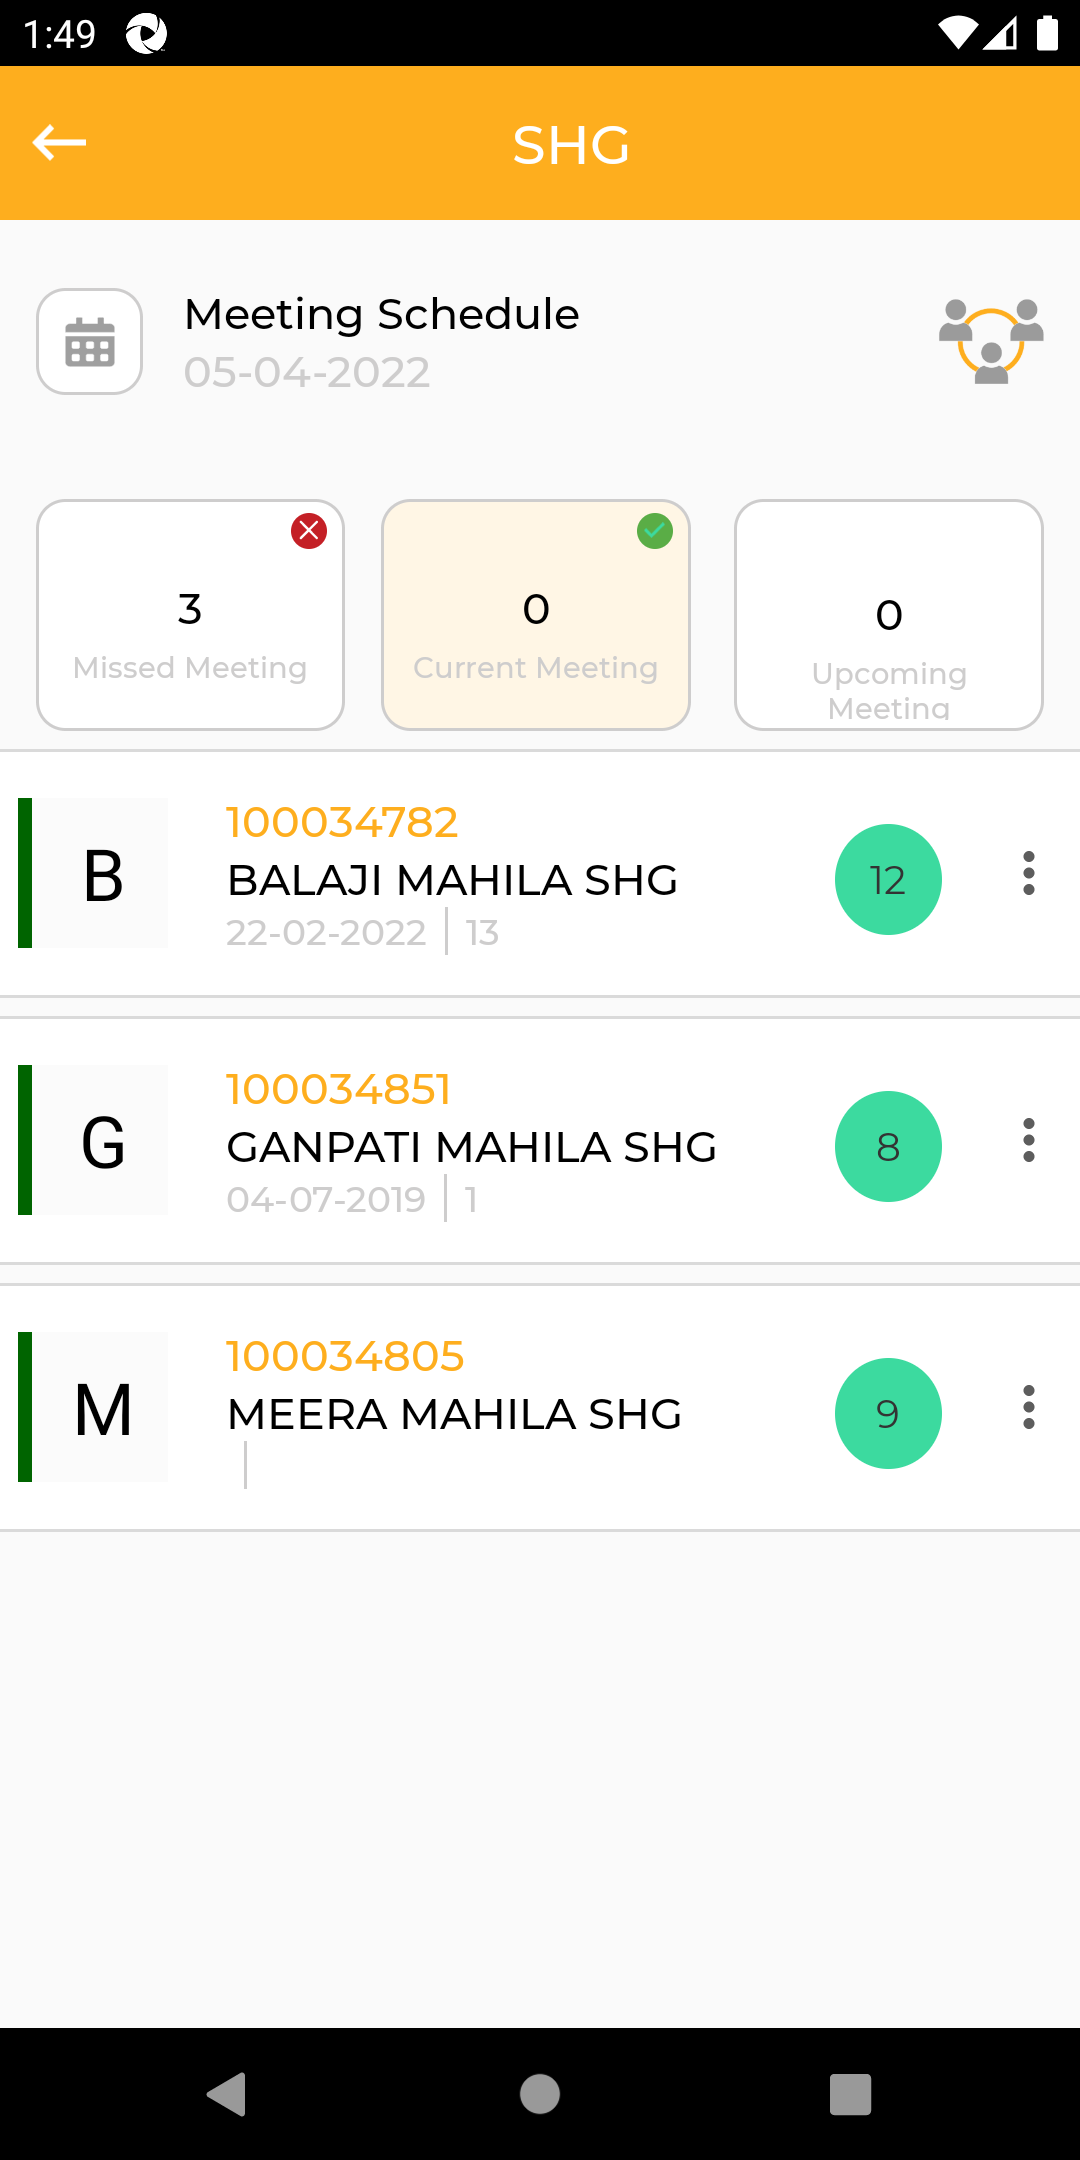 1:49
SHG
Meeting Schedule
05-04-2022
3
Missed Meeting
0
Current Meeting
0
Upcoming
Meeting
B
100034782
BALAJI MAHILA SHG
22-02-2022 | 13
12
G
100034851
GANPATI MAHILA SHG
04-07-2019 | 1
8
M
100034805
MEERA MAHILA SHG
9